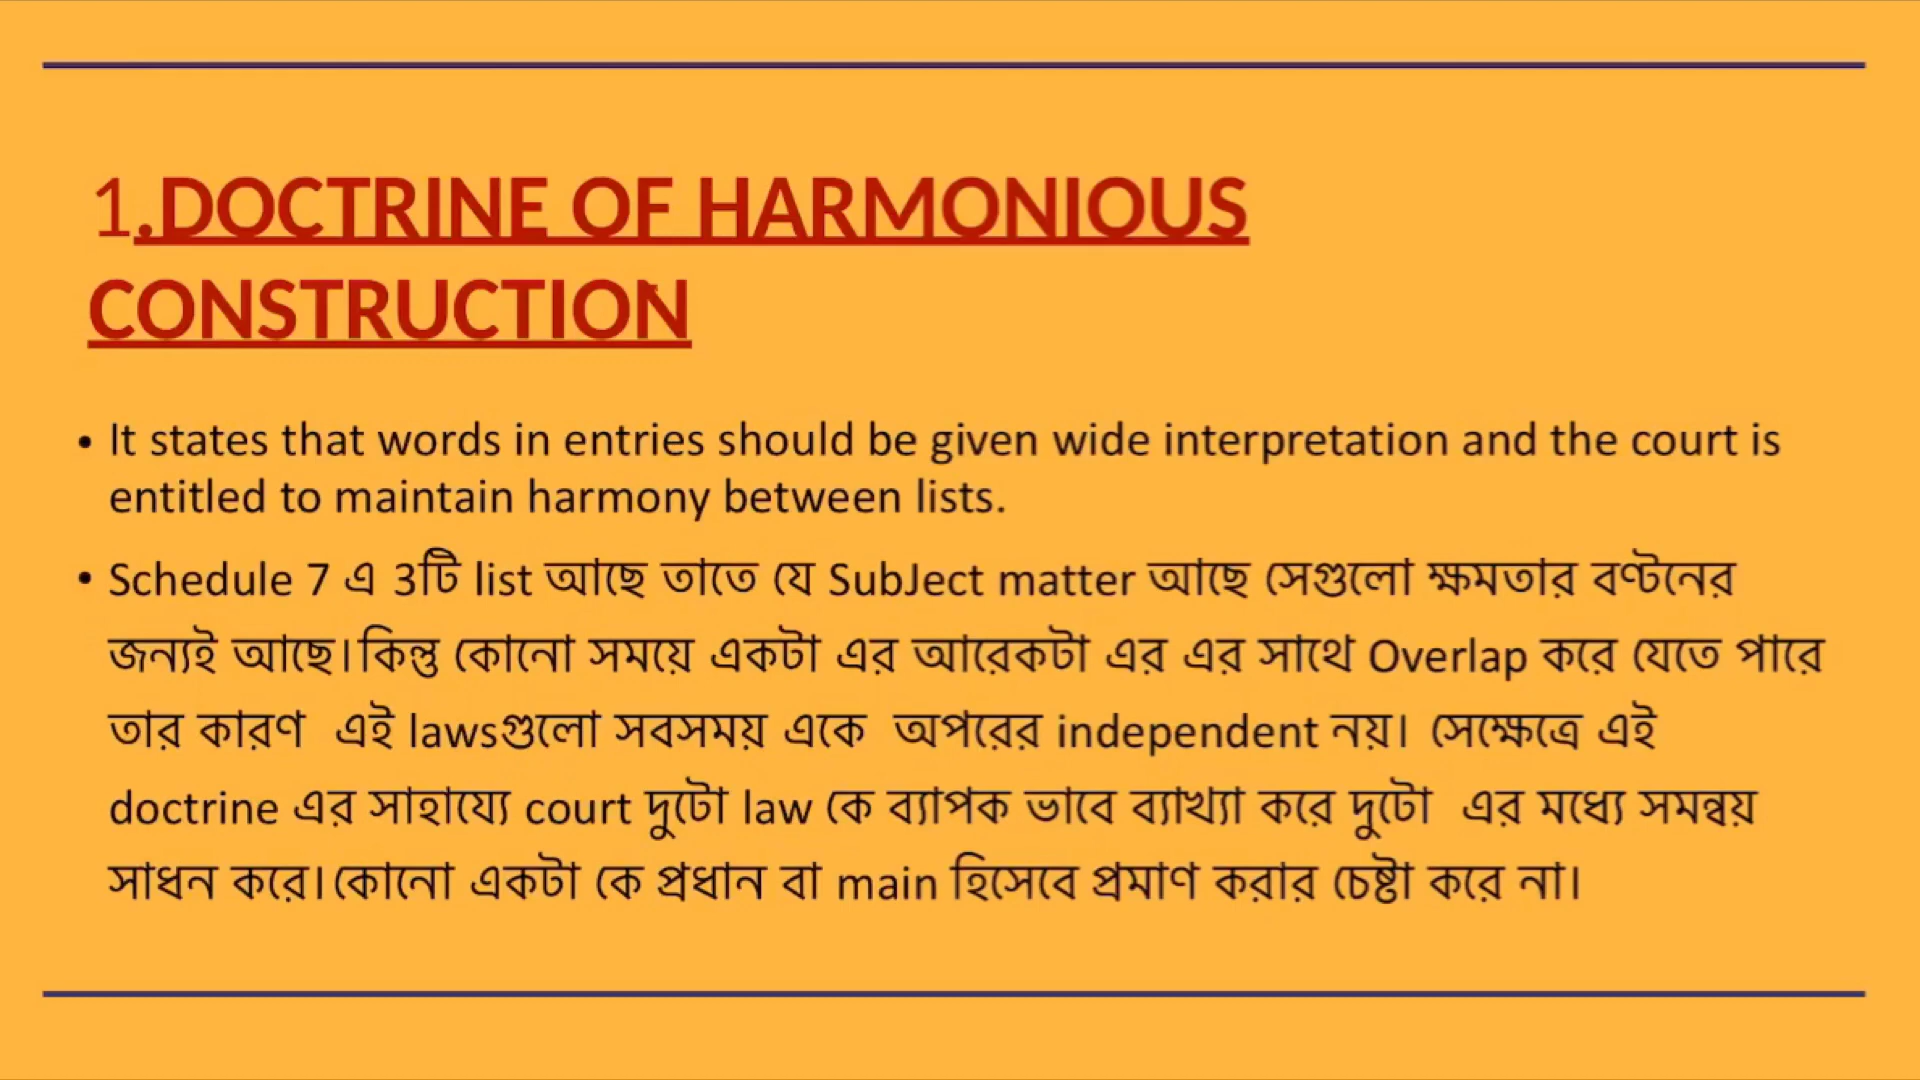 1.DOCTRINE OF HARMONIOUS
CONSTRUCTION
• It states that words in entries should be given wide interpretation and the court is
entitled to maintain harmony between lists.
• Schedule 7 এ 3টি list আছে তাতে যে SubJect matter আছে সেগুলো ক্ষমতার বণ্টনের
জন্যই আছে।কিন্তু কোনো সময়ে একটা এর আরেকটা এর এর সাথে Overlap করে যেতে পারে
তার কারণ এই lawsগুলো সবসময় একে অপরের independent নয়। সেক্ষেত্রে এই
doctrine এর সাহায্যে court দুটো law কে ব্যাপক ভাবে ব্যাখ্যা করে দুটো এর মধ্যে সমন্বয়
সাধন করে।কোনো একটা কে প্রধান বা main হিসেবে প্রমাণ করার চেষ্টা করে না।